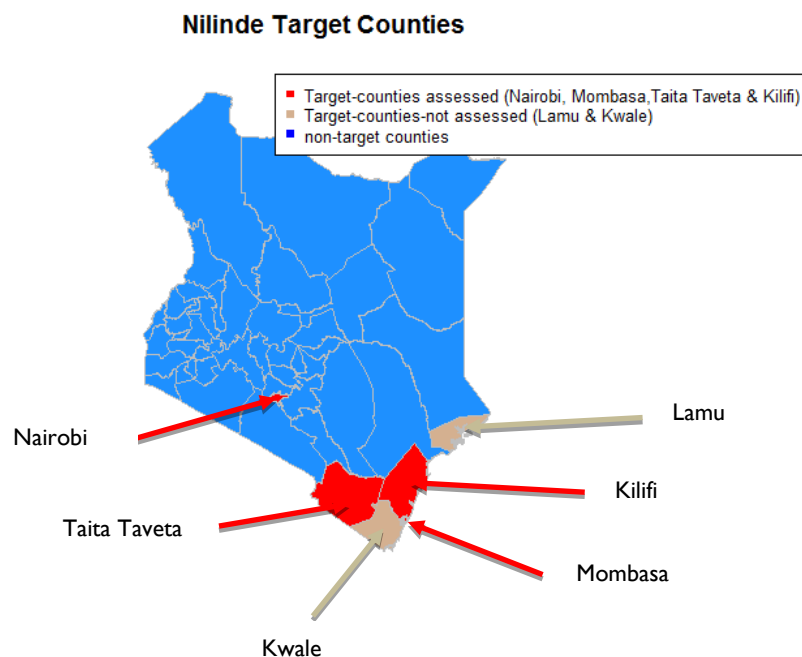 Nilinde Target Counties
Target-counties assessed (Nairobi, Mombasa,Taita Taveta & Kilifi)
Target-counties-not assessed (Lamu & Kwale)
non-target counties
Lamu
Nairobi
Kilifi
Taita Taveta
Mombasa
Kwale